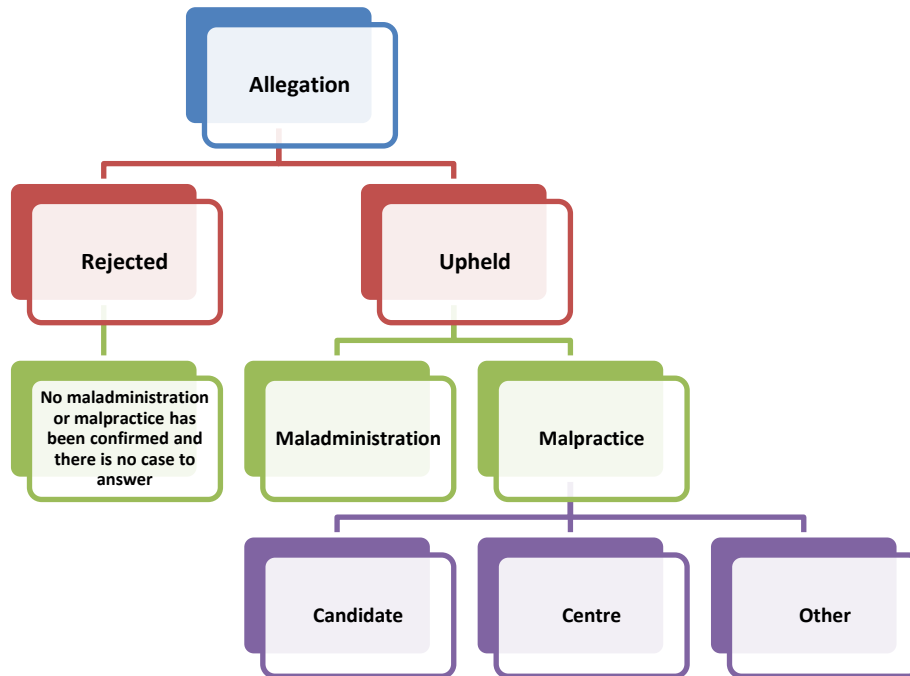 Allegation
Rejected
Upheld
No maladministration
or malpractice has
been confirmed and
there is no case to
answer
Maladministration
Malpractice
Candidate
Centre
Other